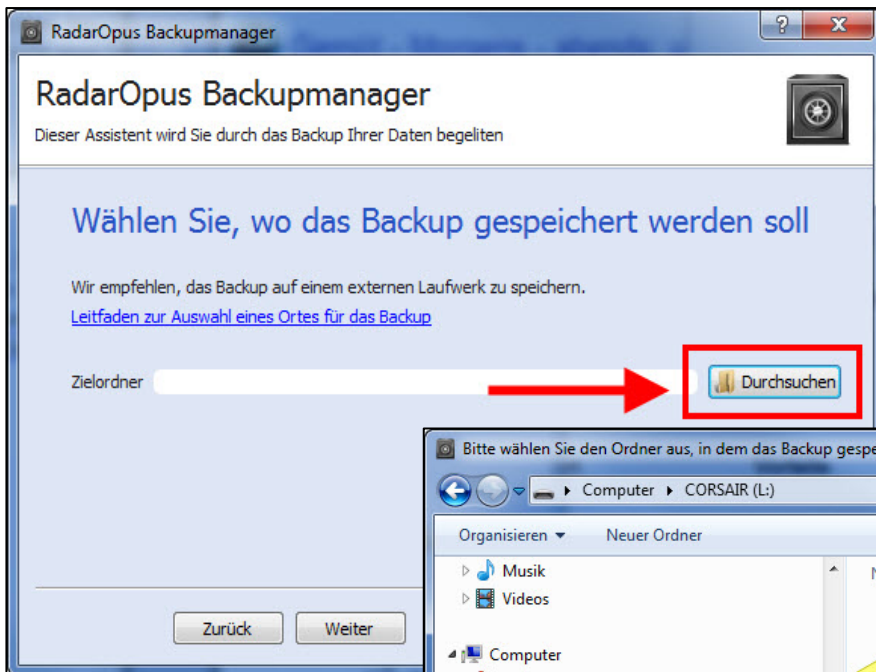 RadarOpus Backupmanager
?
RadarOpus Backupmanager
Dieser Assistent wird Sie durch das Backup Ihrer Daten begeliten
Wählen Sie, wo das Backup gespeichert werden soll
Wir empfehlen, das Backup auf einem externen Laufwerk zu speichern.
Leitfaden zur Auswahl eines Ortes für das Backup
Zielordner Durchsuchen
Bitte wählen Sie den Ordner aus, in dem das Backup gespe
Computer CORSAIR (L:)
Organisieren Neuer Ordner
Musik
Videos
Computer
Zurück Weiter